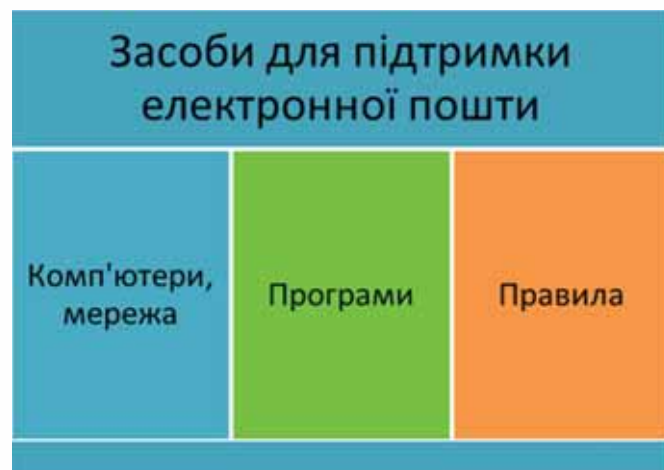 Засоби для підтримки
електронної пошти
Комп'ютери,
мережа
Програми
Правила